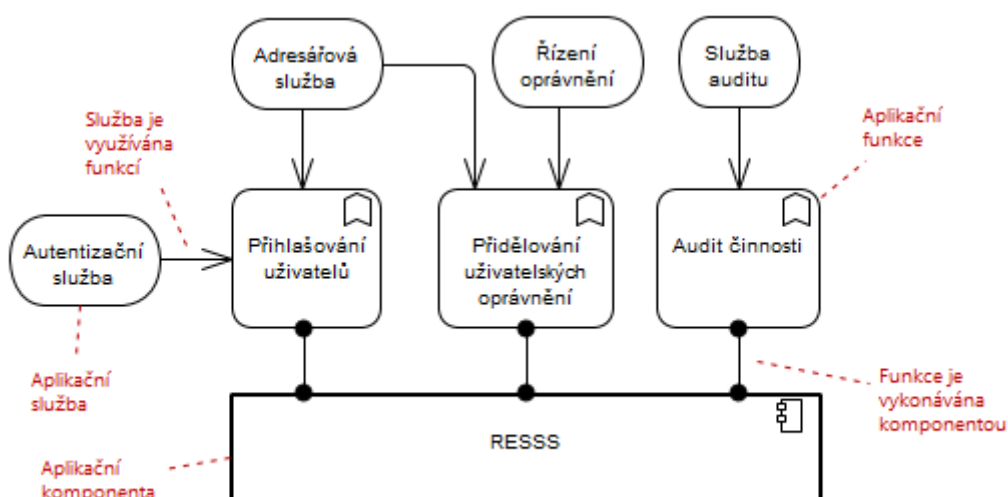 Adresářová
služba
Řízení
oprávnění
Služba
auditu
Služba je
využívána
funkcí
Aplikační
funkce
Autentizační
služba
Přihlašování
uživatelů
Přidělování
uživatelských
oprávnění
Audit činnosti
Aplikační
služba
Funkce je
vykonávána
komponentou
RESSS
Aplikační
komponenta